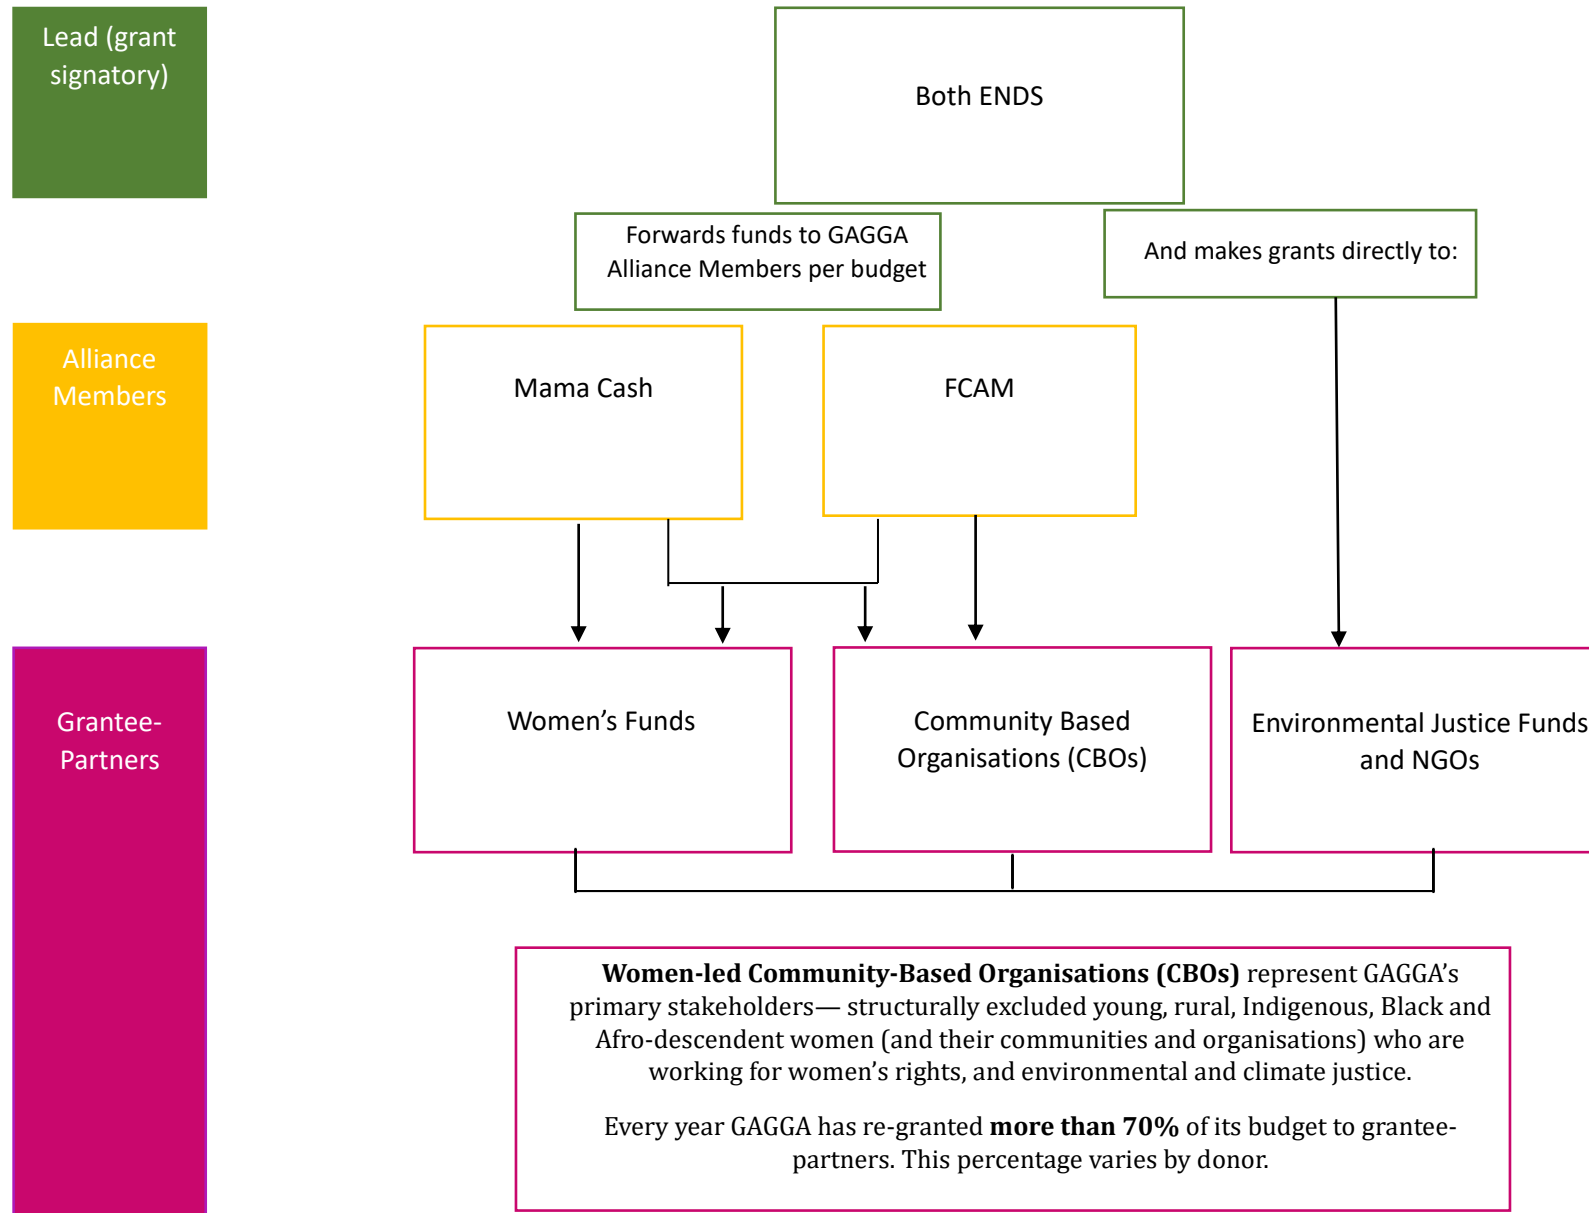 Lead (grant
signatory)
Both ENDS
Forwards funds to GAGGA
Alliance Members per budget
And makes grants directly to:
Alliance
Members
Mama Cash
FCAM
Grantee-
Partners
Women’s Funds
Community Based
Organisations (CBOs)
Environmental Justice Funds
and NGOs
Women-led Community-Based Organisations (CBOs) represent GAGGA’s
primary stakeholders— structurally excluded young, rural, Indigenous, Black and
Afro-descendent women (and their communities and organisations) who are
working for women’s rights, and environmental and climate justice.
Every year GAGGA has re-granted more than 70% of its budget to grantee-
partners. This percentage varies by donor.